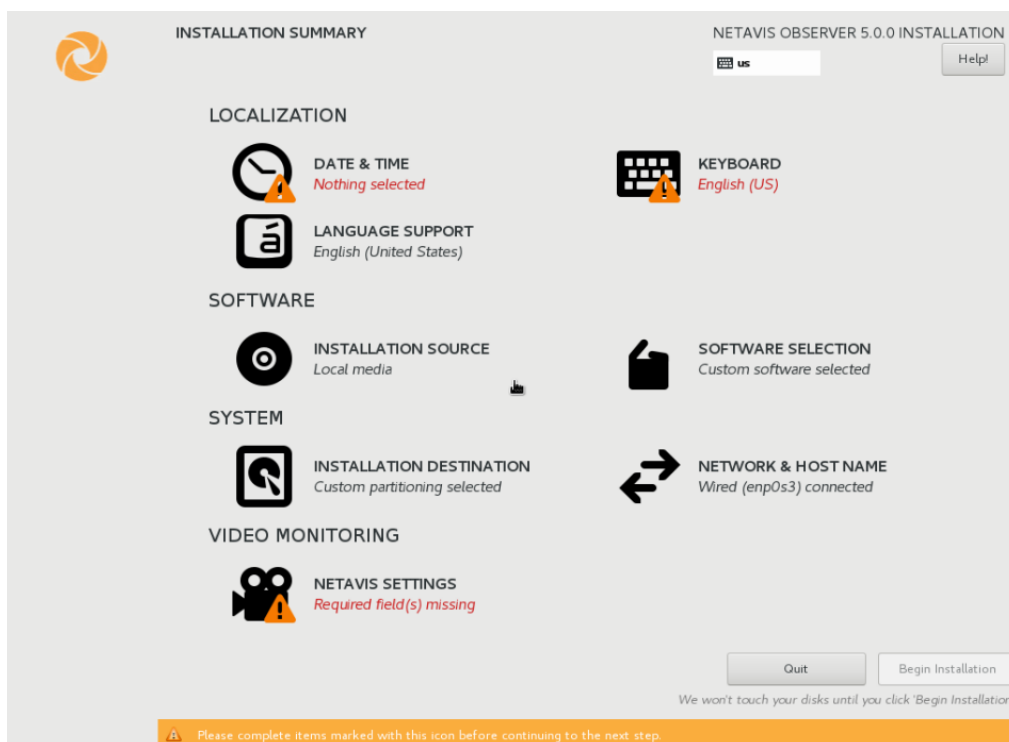 INSTALLATION SUMMARY
NETAVIS OBSERVER 5.0.0 INSTALLATION
us
Help!
LOCALIZATION
DATE & TIME
Nothing selected
KEYBOARD
English (US)
á
LANGUAGE SUPPORT
English (United States)
SOFTWARE
INSTALLATION SOURCE
Local media
SOFTWARE SELECTION
Custom software selected
SYSTEM
INSTALLATION DESTINATION
Custom partitioning selected
NETWORK & HOST NAME
Wired (enp0s3) connected
VIDEO MONITORING
NETAVIS SETTINGS
Required field(s) missing
Quit
Begin Installation
We won't touch your disks until you click 'Begin Installation
Please complete items marked with this icon before continuing to the next step.